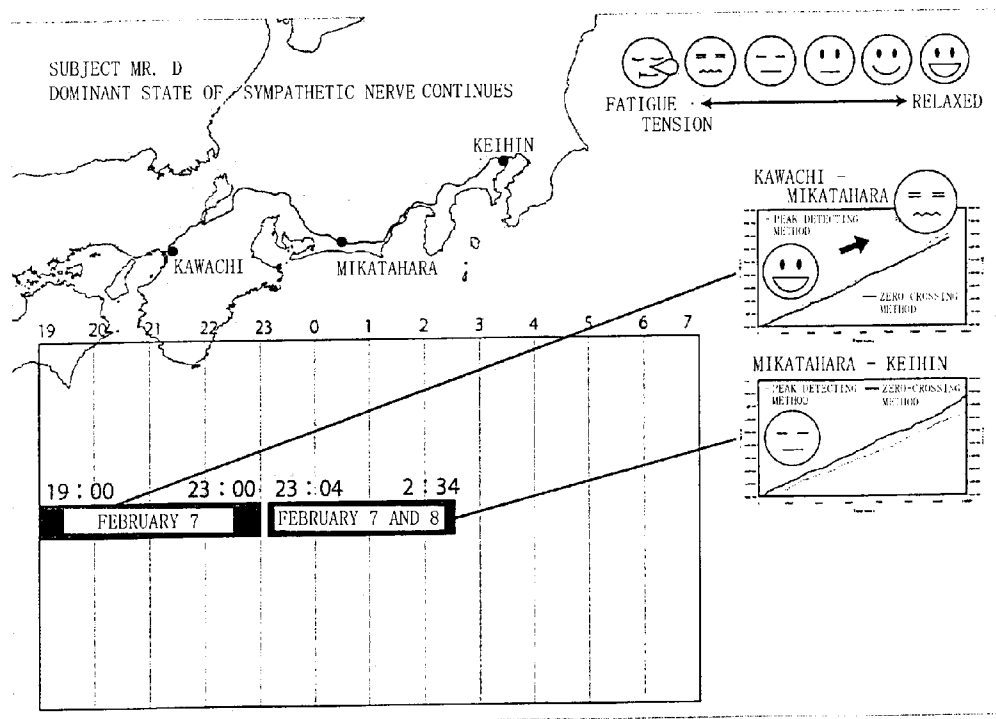 SUBJECT MR. D
DOMINANT STATE OF SYMPATHETIC NERVE CONTINUES
FATIGUE
TENSION
RELAXED
KEIHIN
KAWACHI
MIKATAHARA
KAWACHI -
MIKATAHARA
- PEAK DETECTING
METHOD
— ZERO-CROSSING
METHOD
19 20 21 22 23 0 1 2 3 4 5 6 7
MIKATAHARA - KEIHIN
- PEAK DETECTING
METHOD
— ZERO-CROSSING
METHOD
19:00 23:00 23:04 2:34
FEBRUARY 7
FEBRUARY 7 AND 8